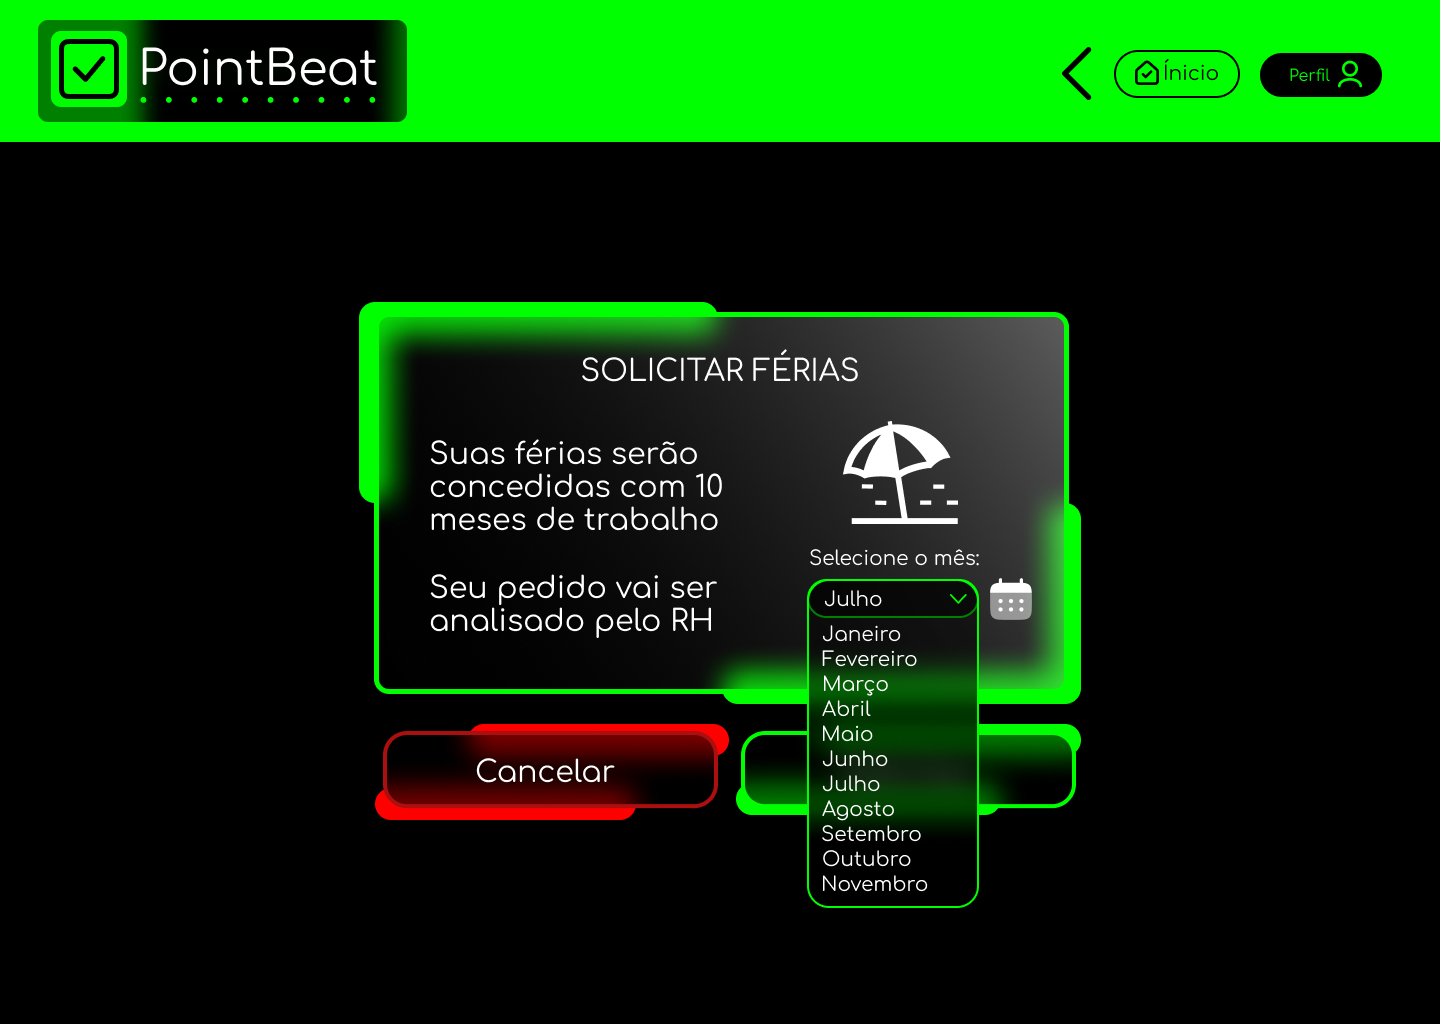 PointBeat
Ínicio
Perfil
SOLICITAR FÉRIAS
Suas férias serão
concedidas com 10
meses de trabalho
Seu pedido vai ser
analisado pelo RH
Selecione o mês:
Julho
Janeiro
Fevereiro
Março
Abril
Maio
Junho
Julho
Agosto
Setembro
Outubro
Novembro
Cancelar